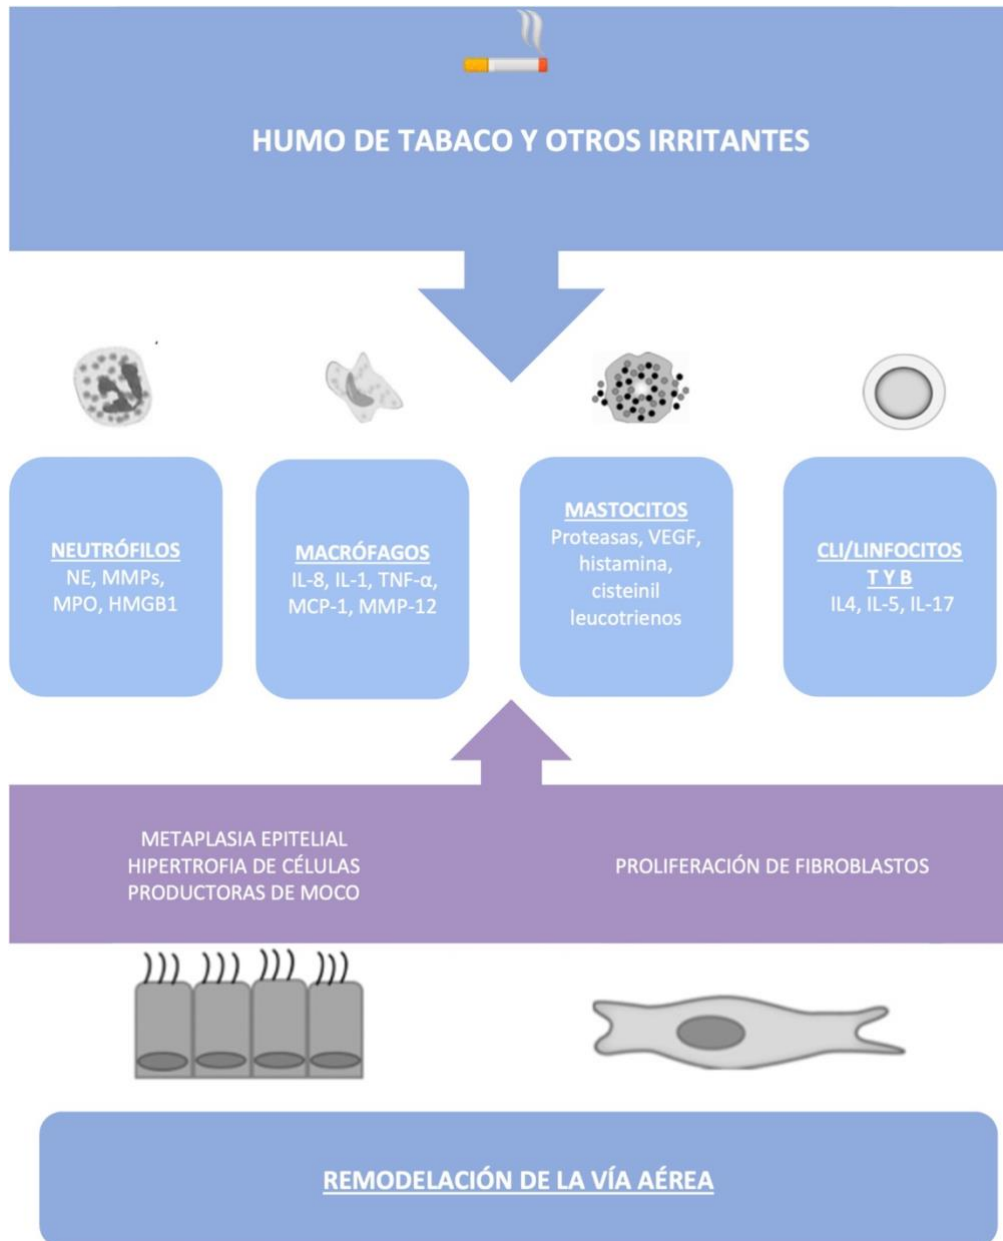 HUMO DE TABACO Y OTROS IRRITANTES
NEUTRÓFILOS
NE, MMPs,
MPO, HMGB1
MACRÓFAGOS
IL-8, IL-1, TNF-α,
MCP-1, MMP-12
MASTOCITOS
Proteasas, VEGF,
histamina,
cisteinil
leucotrienos
CLI/LINFOCITOS
T Y B
IL4, IL-5, IL-17
METAPLASIA EPITELIAL
HIPERTROFIA DE CÉLULAS
PRODUCTORAS DE MOCO
PROLIFERACIÓN DE FIBROBLASTOS
REMODELACIÓN DE LA VÍA AÉREA